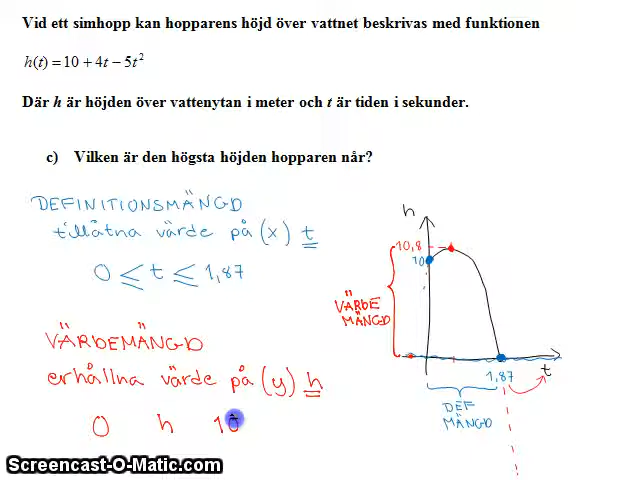 Vid ett simhopp kan hopparens höjd över vattnet beskrivas med funktionen
h(t) = 10 + 4t − 5t²
Där h är höjden över vattenytan i meter och t är tiden i sekunder.
c) Vilken är den högsta höjden hopparen når?
DEFINITIONSMÄNGD
tillåtna värde på (x) t
0 ≤ t ≤ 1,87
VÄRDEMÄNGD
erhållna värde på (y) h
0 h 10
h
10,8
10
VÄRDE
MÄNGD
1,87
t
DEF
MÄNGD
Screencast-O-Matic.com